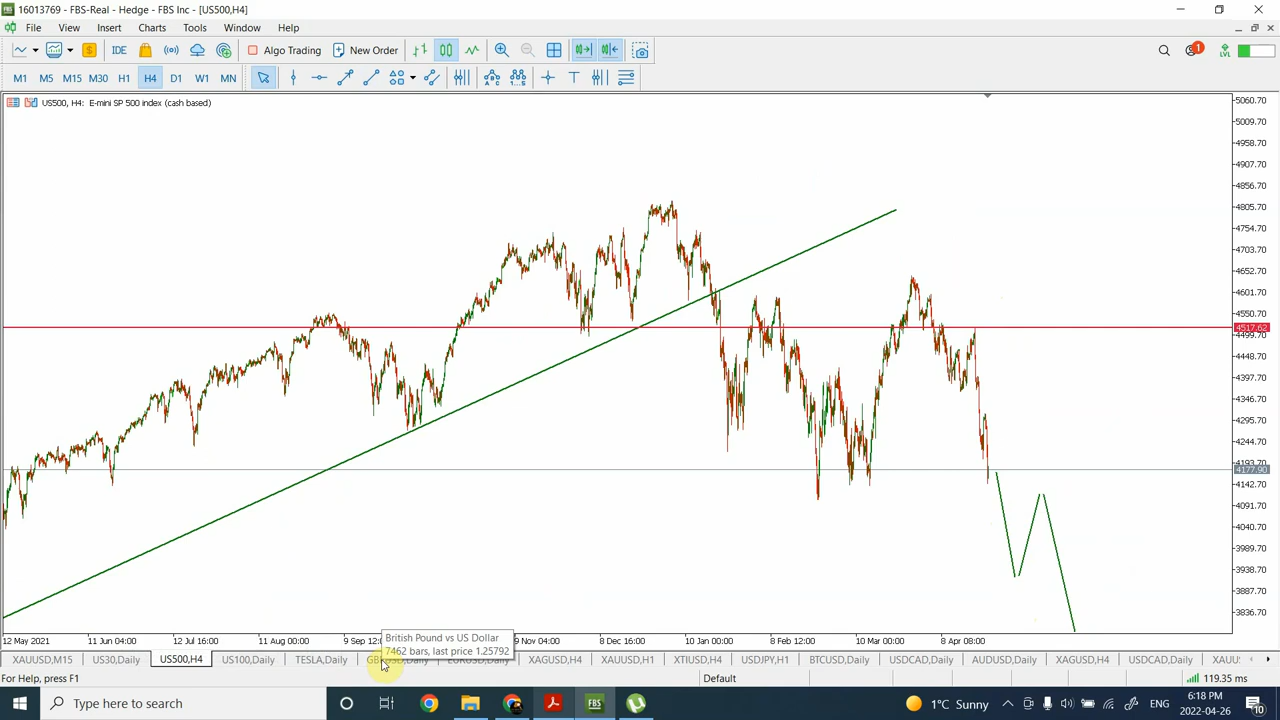 16013769 - FBS-Real - Hedge - FBS Inc - [US500,H4]
File View Insert Charts Tools Window Help
IDE Algo Trading New Order LVL 1
M1 M5 M15 M30 H1 H4 D1 W1 MN
US500, H4: E-mini SP 500 index (cash based)
5060.70
5009.70
4958.70
4907.70
4856.70
4805.70
4754.70
4703.70
4652.70
4601.70
4550.70
4517.62
4499.70
4448.70
4397.70
4346.70
4295.70
4244.70
4193.70
4177.90
4142.70
4091.70
4040.70
3989.70
3938.70
3887.70
3836.70
12 May 2021 11 Jun 04:00 12 Jul 16:00 11 Aug 00:00 9 Sep 12:0 9 Nov 04:00 8 Dec 16:00 10 Jan 00:00 8 Feb 12:00 10 Mar 00:00 8 Apr 08:00
British Pound vs US Dollar
7462 bars, last price 1.25792
XAUUSD,M15 US30,Daily US500,H4 US100,Daily TESLA,Daily GBPUSD,Daily EURUSD,Daily XAGUSD,H4 XAUUSD,H1 XTIUSD,H4 USDJPY,H1 BTCUSD,Daily USDCAD,Daily AUDUSD,Daily XAGUSD,H4 USDCAD,Daily XAUUS
For Help, press F1 Default 119.35 ms
Type here to search 1°C Sunny ENG 6:18 PM
2022-04-26 10